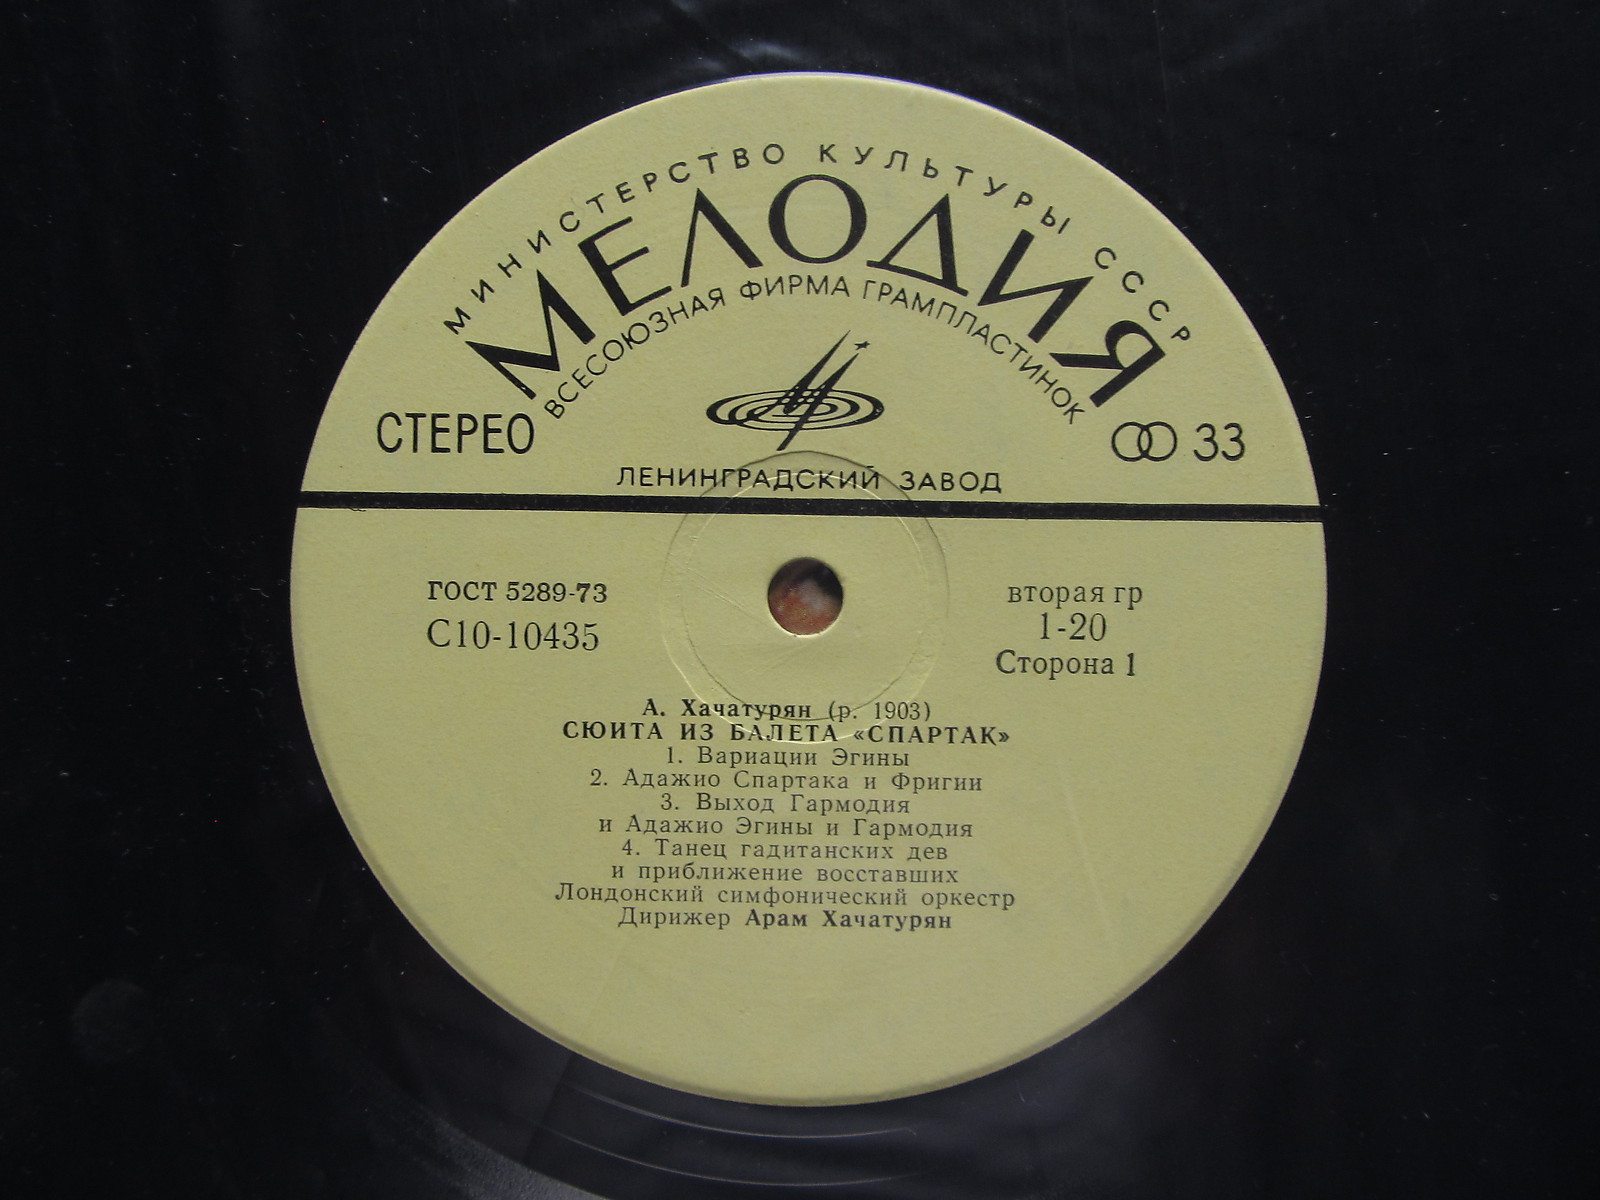 МИНИСТЕРСТВО КУЛЬТУРЫ СССР
МЕЛОДИЯ
ВСЕСОЮЗНАЯ ФИРМА ГРАМПЛАСТИНОК
СТЕРЕО
33
ЛЕНИНГРАДСКИЙ ЗАВОД
ГОСТ 5289-73
С10-10435
вторая гр
1-20
Сторона 1
А. Хачатурян (р. 1903)
СЮИТА ИЗ БАЛЕТА «СПАРТАК»
1. Вариации Эгины
2. Адажио Спартака и Фригии
3. Выход Гармодия
и Адажио Эгины и Гармодия
4. Танец гадитанских дев
и приближение восставших
Лондонский симфонический оркестр
Дирижер Арам Хачатурян